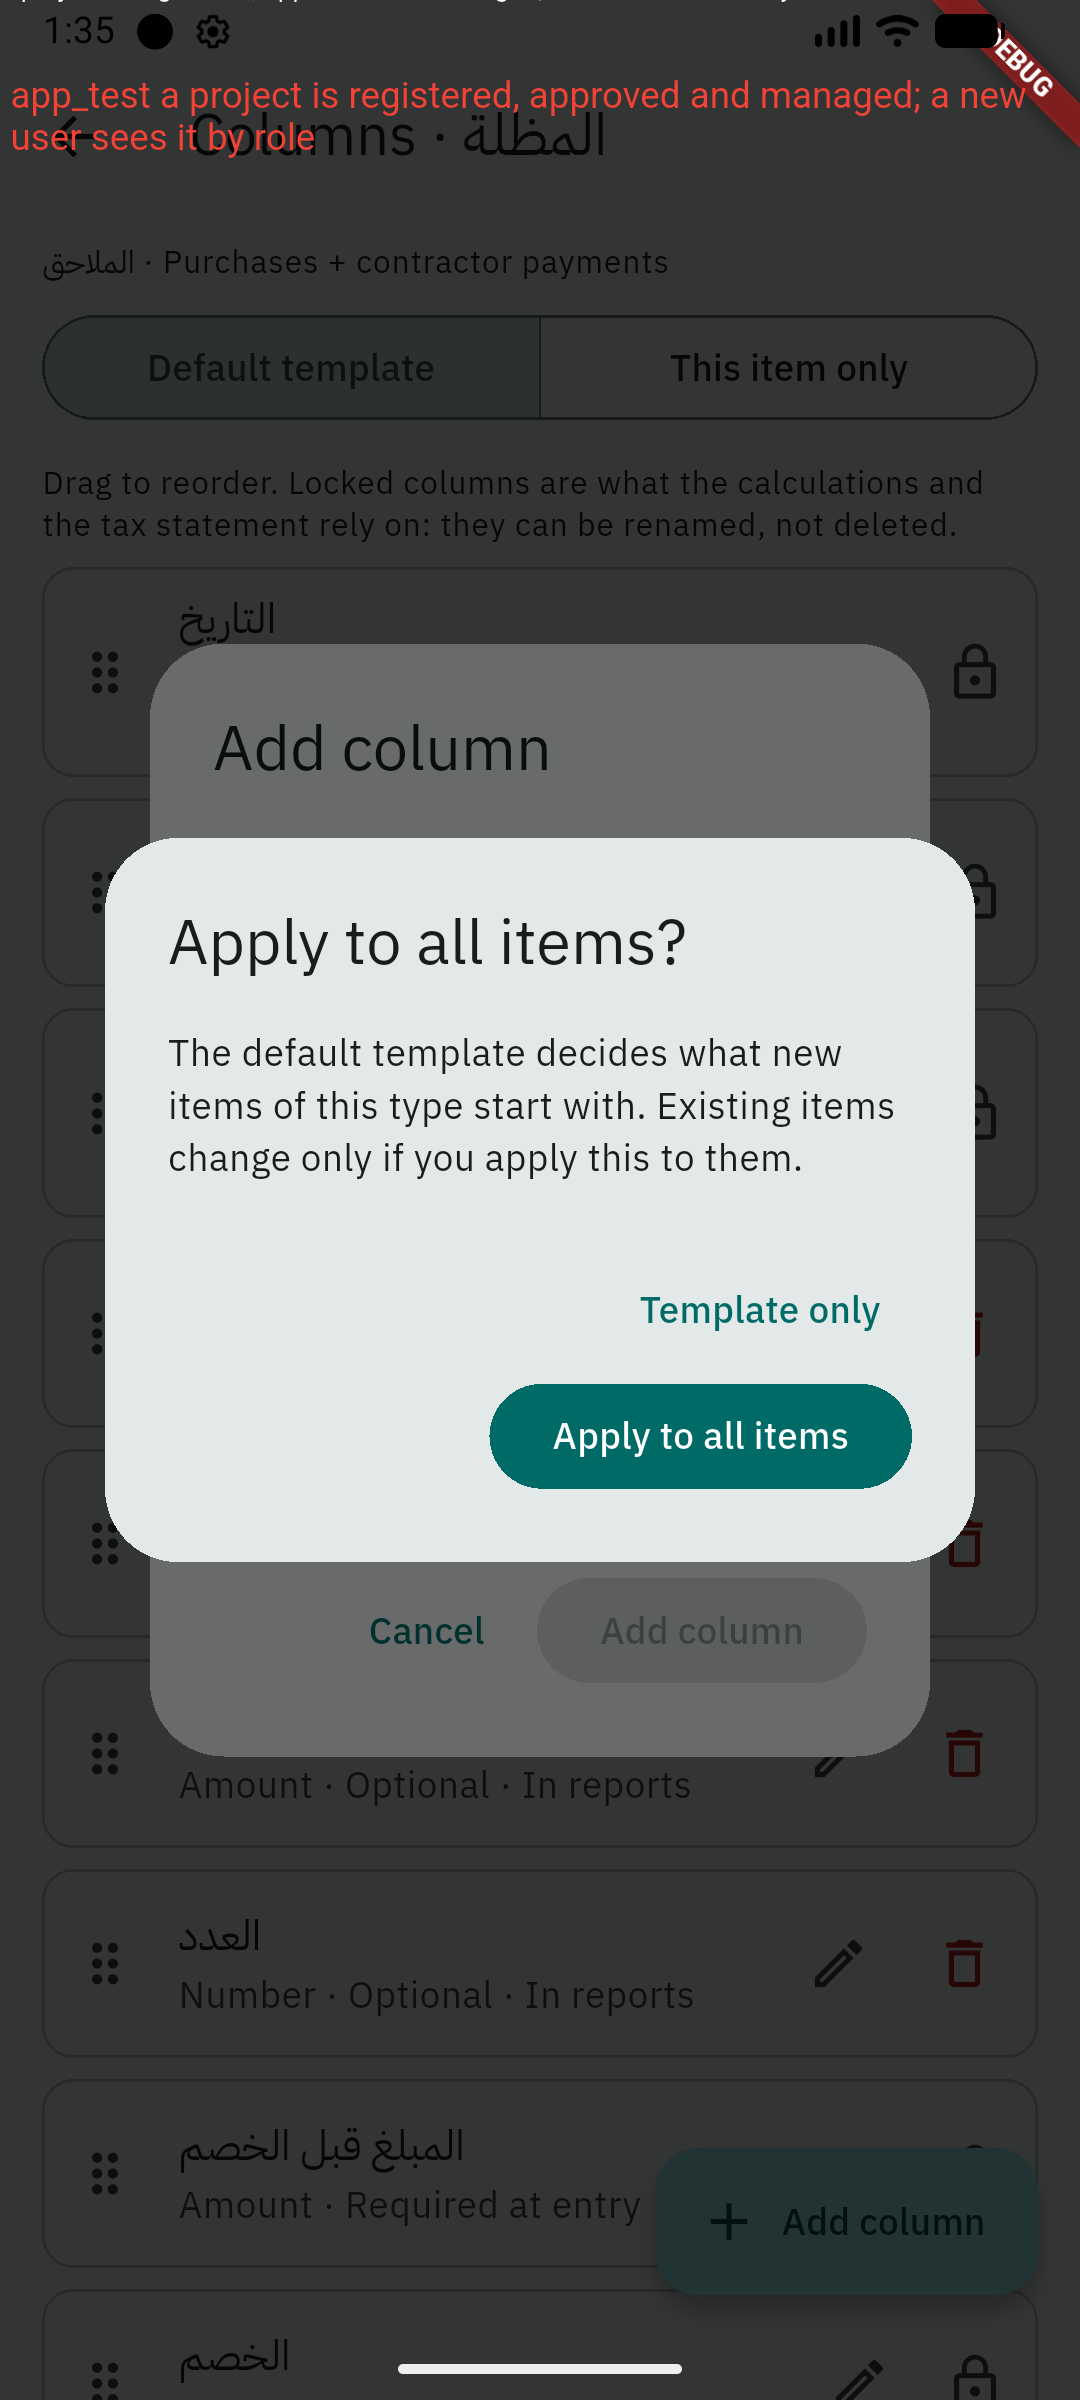 1:35
DEBUG
app_test a project is registered, approved and managed; a new
user sees it by role
Columns · المظلة
الملاحق · Purchases + contractor payments
Default template
This item only
Drag to reorder. Locked columns are what the calculations and
the tax statement rely on: they can be renamed, not deleted.
التاريخ
Add column
Apply to all items?
The default template decides what new
items of this type start with. Existing items
change only if you apply this to them.
Template only
Apply to all items
Cancel
Add column
Amount · Optional · In reports
العدد
Number · Optional · In reports
المبلغ قبل الخصم
Amount · Required at entry
Add column
الخصم